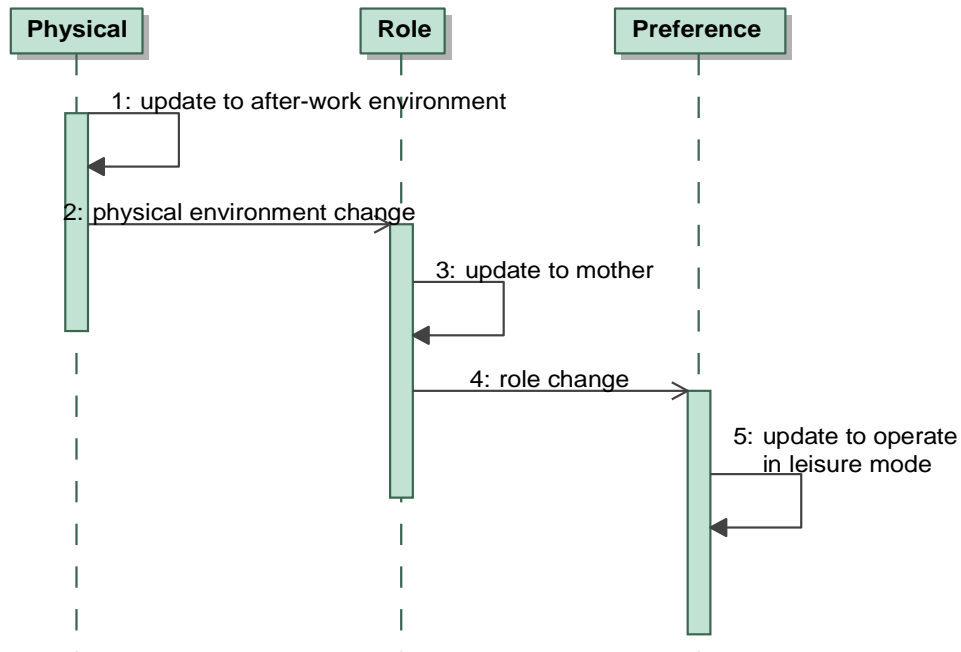 Physical
Role
Preference
1: update to after-work environment
2: physical environment change
3: update to mother
4: role change
5: update to operate
in leisure mode